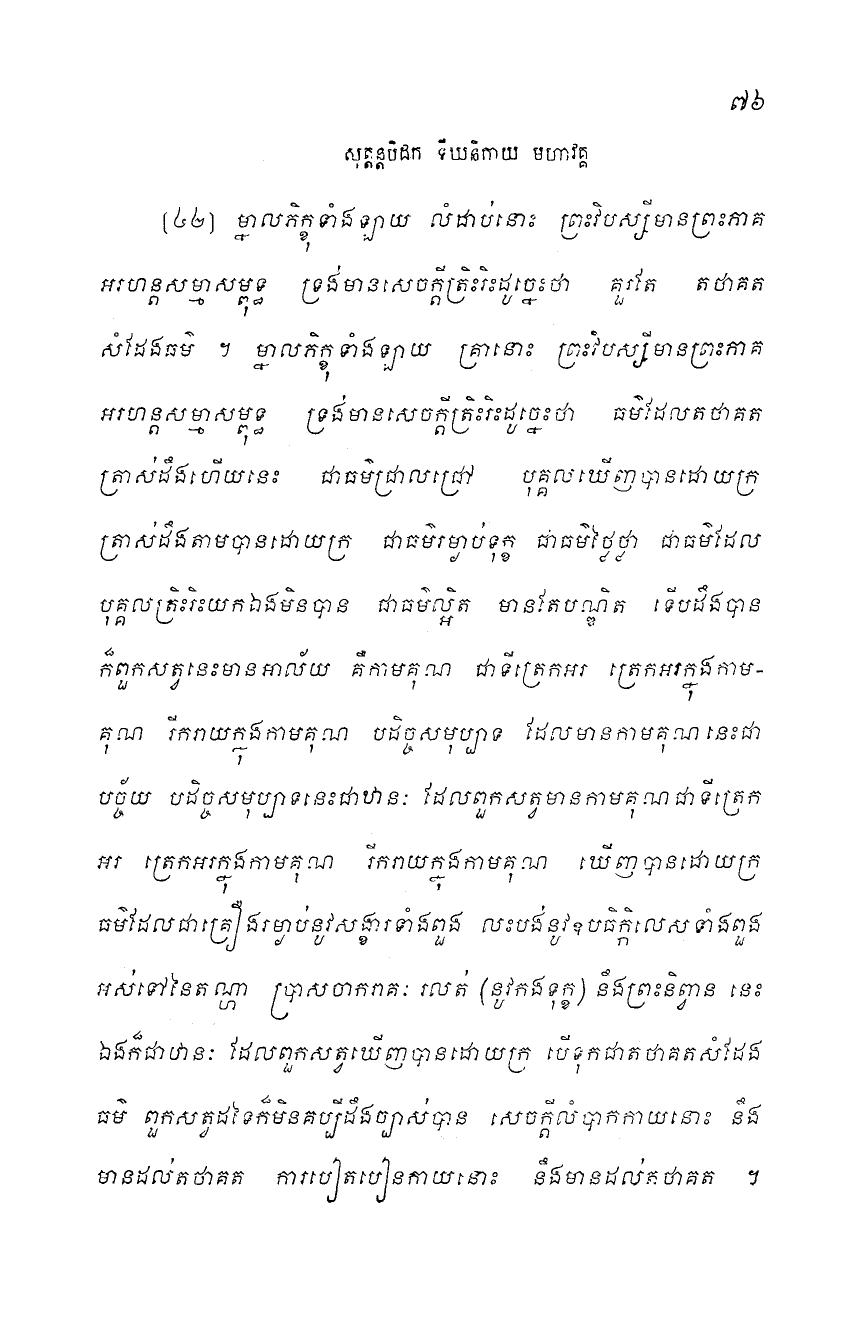 ៧៦
សុត្តន្តបិដក ទីឃនិកាយ មហាវគ្គ
(៤២) ម្នាលភិក្ខុទាំងឡាយ លំដាប់នោះ ព្រះវិបស្សីមានព្រះភាគ
អរហន្តសម្មាសម្ពុទ្ធ ទ្រង់មានសេចក្តីត្រិះរិះដូច្នេះថា គួរតែ តថាគត
សំដែងធម៌ ។ ម្នាលភិក្ខុទាំងឡាយ គ្រានោះ ព្រះវិបស្សីមានព្រះភាគ
អរហន្តសម្មាសម្ពុទ្ធ ទ្រង់មានសេចក្តីត្រិះរិះដូច្នេះថា ធម៌ដែលតថាគត
ត្រាស់ដឹងហើយនេះ ជាធម៌ជ្រាលជ្រៅ បុគ្គលឃើញបានដោយក្រ
ត្រាស់ដឹងតាមបានដោយក្រ ជាធម៌រម្ងាប់ទុក្ខ ជាធម៌ថ្លៃថ្លា ជាធម៌ដែល
បុគ្គលត្រិះរិះយកឯងមិនបាន ជាធម៌ល្អិត មានតែបណ្ឌិត ទើបដឹងបាន
ក៏ពួកសត្វនេះមានអាល័យ គឺកាមគុណ ជាទីត្រេកអរ ត្រេកអរក្នុងកាម-
គុណ រីករាយក្នុងកាមគុណ បដិច្ចសមុប្បាទ ដែលមានកាមគុណនេះជា
បច្ច័យ បដិច្ចសមុប្បាទនេះជាឋានៈ ដែលពួកសត្វមានកាមគុណជាទីត្រេក
អរ ត្រេកអរក្នុងកាមគុណ រីករាយក្នុងកាមគុណ ឃើញបានដោយក្រ
ធម៌ដែលជាគ្រឿងរម្ងាប់នូវសង្ខារទាំងពួង លះបង់នូវឧបធិក្កិលេសទាំងពួង
អស់ទៅនៃតណ្ហា ប្រាសចាករាគៈ រលត់ (នូវកងទុក្ខ) នឹងព្រះនិព្វាន នេះ
ឯងក៏ជាឋានៈ ដែលពួកសត្វឃើញបានដោយក្រ បើទុកជាតថាគតសំដែង
ធម៌ ពួកសត្វដទៃក៏មិនគប្បីដឹងច្បាស់បាន សេចក្តីលំបាកកាយនោះ នឹង
មានដល់តថាគត ការបៀតបៀនកាយនោះ នឹងមានដល់តថាគត ។